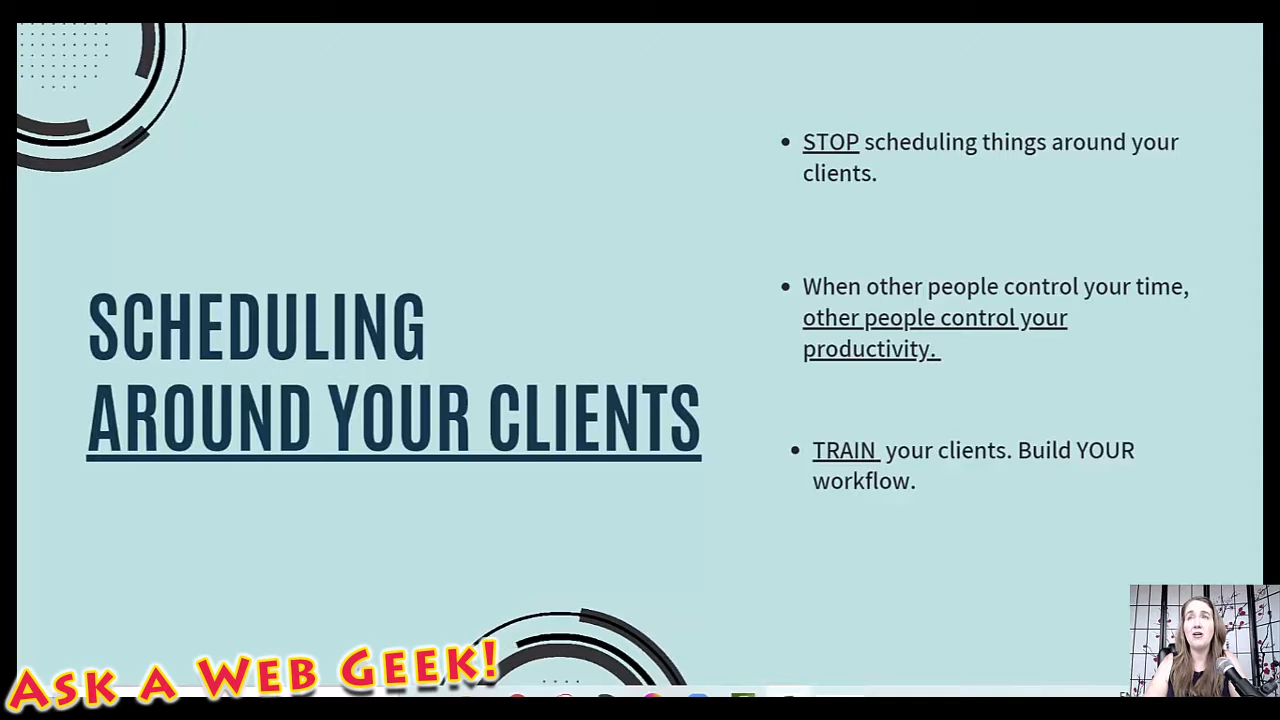 SCHEDULING
AROUND YOUR CLIENTS
• STOP scheduling things around your
clients.
• When other people control your time,
other people control your
productivity.
• TRAIN your clients. Build YOUR
workflow.
ASK A WEB GEEK!